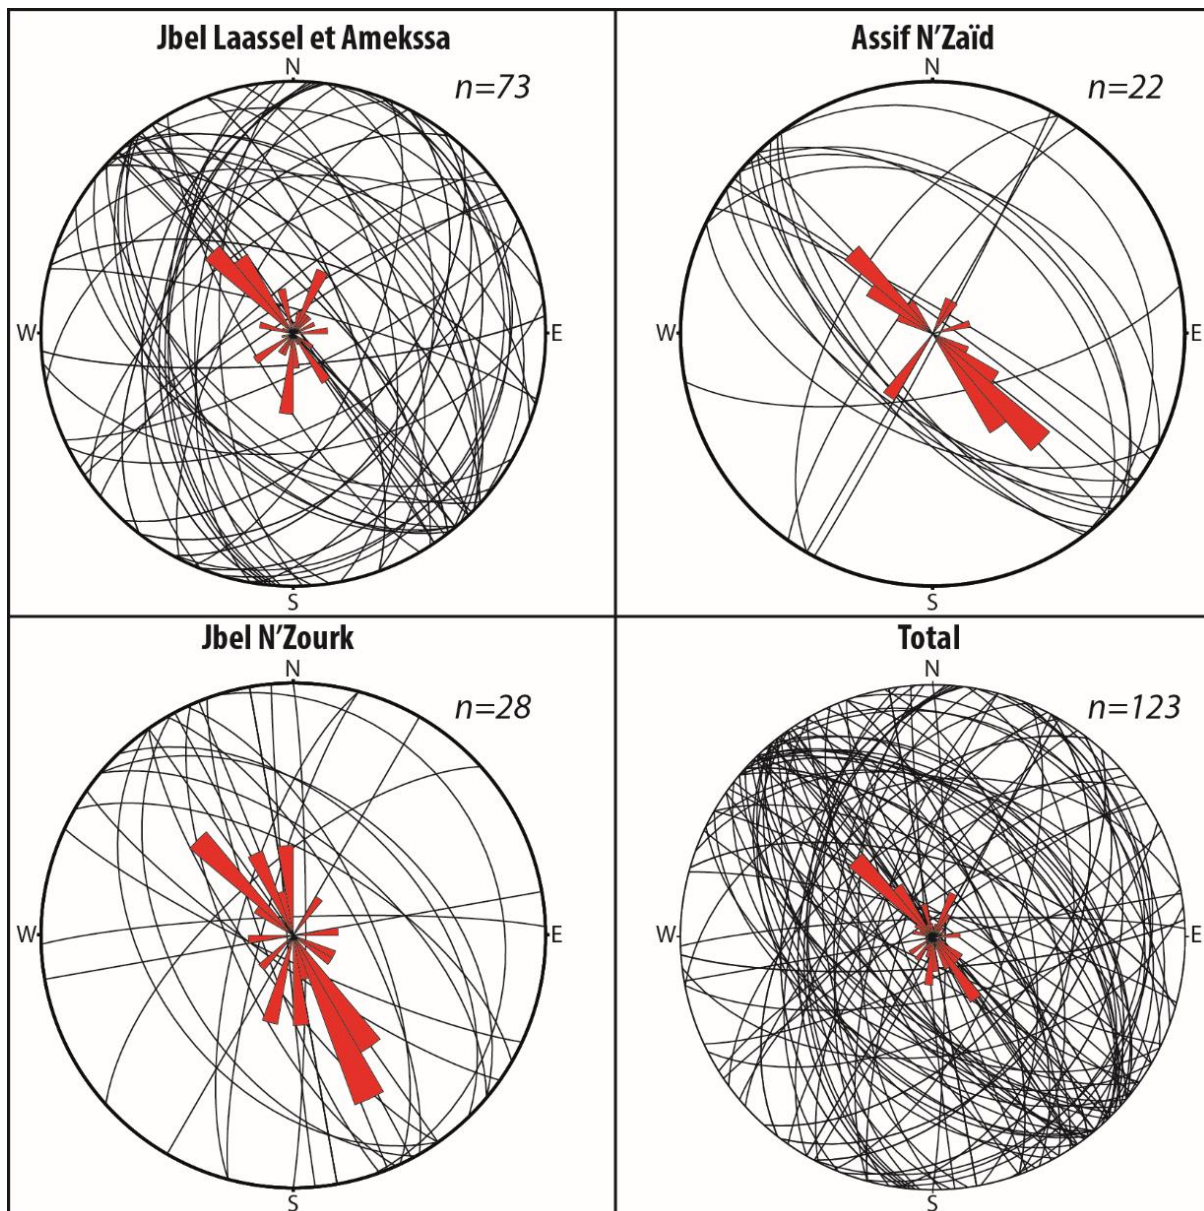 Jbel Laassel et Amekssa
N
n=73
W
E
S
Assif N'Zaïd
N
n=22
W
E
S
Jbel N'Zourk
N
n=28
W
E
S
Total
N
n=123
W
E
S